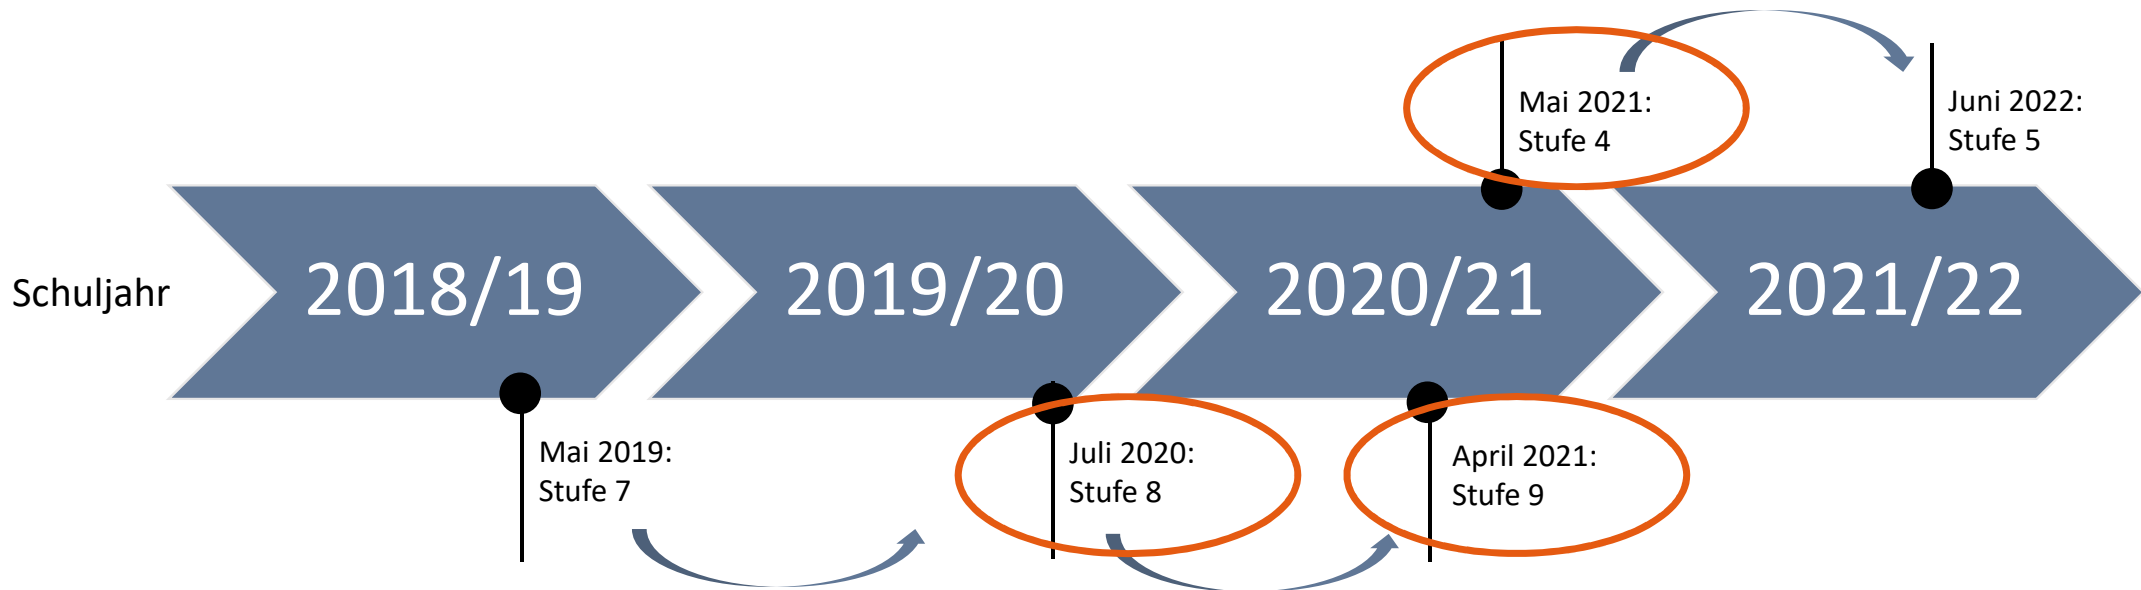 Mai 2021:
Stufe 4
Juni 2022:
Stufe 5
Schuljahr
2018/19
2019/20
2020/21
2021/22
Mai 2019:
Stufe 7
Juli 2020:
Stufe 8
April 2021:
Stufe 9